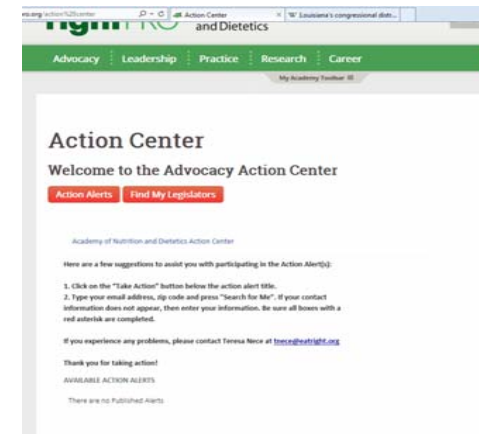 Action Center
Louisiana's congressional distr...
and Dietetics
Advocacy
Leadership
Practice
Research
Career
My Academy Toolbar
Action Center
Welcome to the Advocacy Action Center
Action Alerts
Find My Legislators
Academy of Nutrition and Dietetics Action Center
Here are a few suggestions to assist you with participating in the Action Alert(s):
1. Click on the "Take Action" button below the action alert title.
2. Type your email address, zip code and press "Search for Me". If your contact
information does not appear, then enter your information. Be sure all boxes with a
red asterisk are completed.
If you experience any problems, please contact Teresa Nece at tnece@eatright.org
Thank you for taking action!
AVAILABLE ACTION ALERTS
There are no Published Alerts